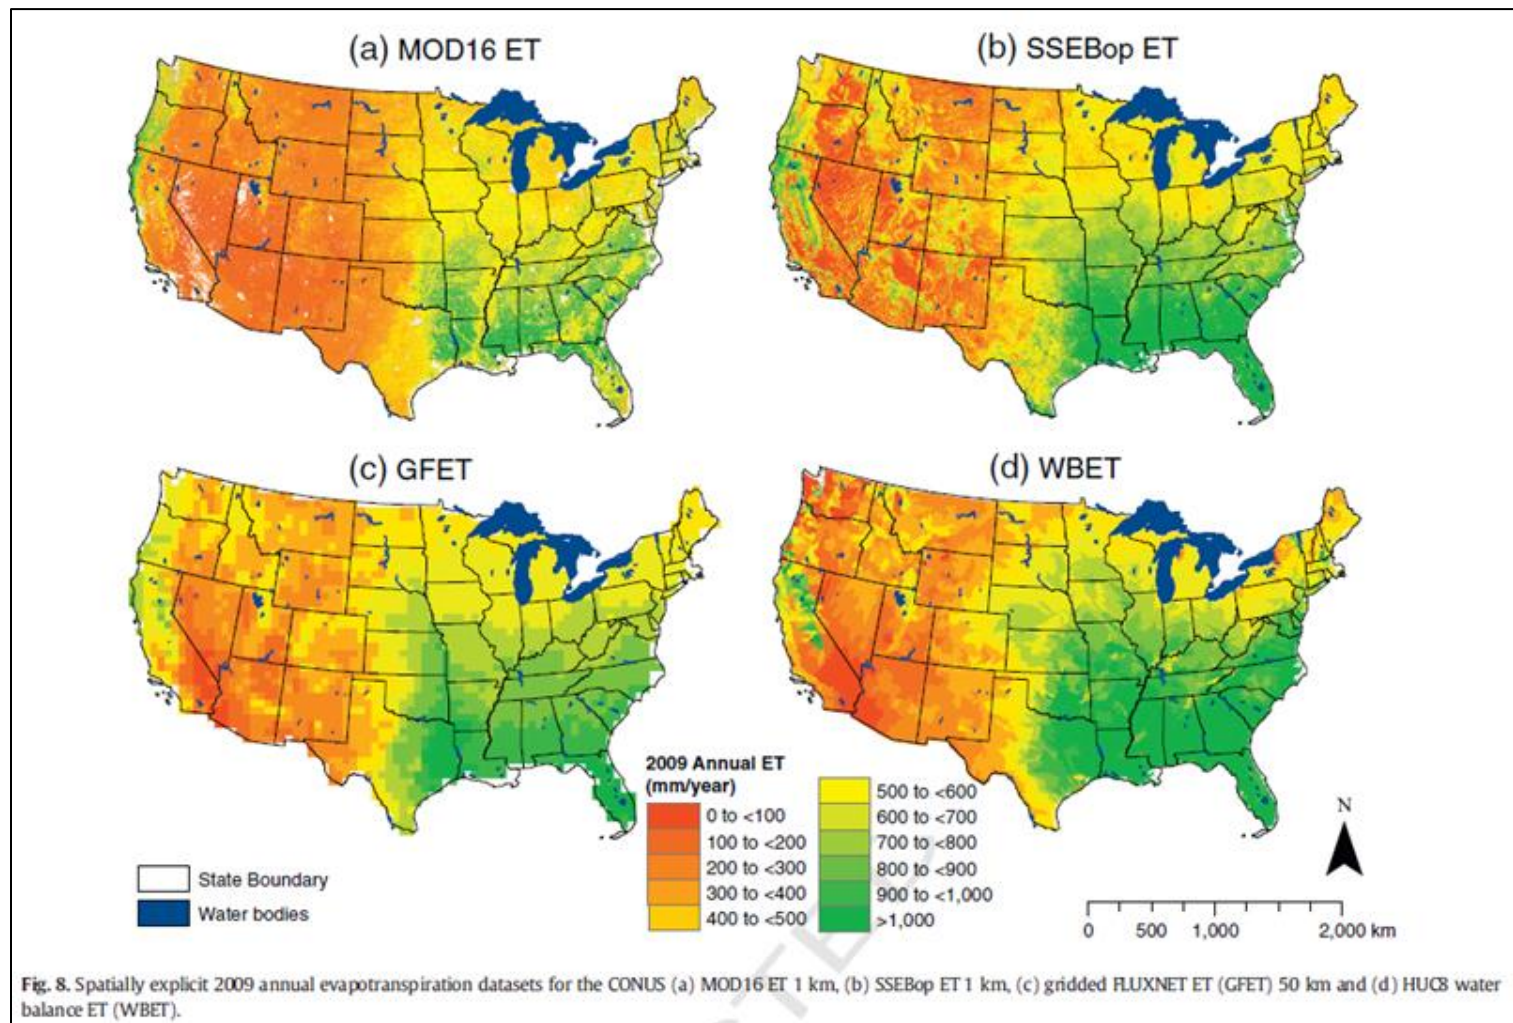 (a) MOD16 ET
(b) SSEBop ET
(c) GFET
(d) WBET
2009 Annual ET
(mm/year)
0 to <100
100 to <200
200 to <300
300 to <400
400 to <500
500 to <600
600 to <700
700 to <800
800 to <900
900 to <1,000
>1,000
State Boundary
Water bodies
N
0 500 1,000 2,000 km
Fig. 8. Spatially explicit 2009 annual evapotranspiration datasets for the CONUS (a) MOD16 ET 1 km, (b) SSEBop ET 1 km, (c) gridded FLUXNET ET (GFET) 50 km and (d) HUC8 water
balance ET (WBET).